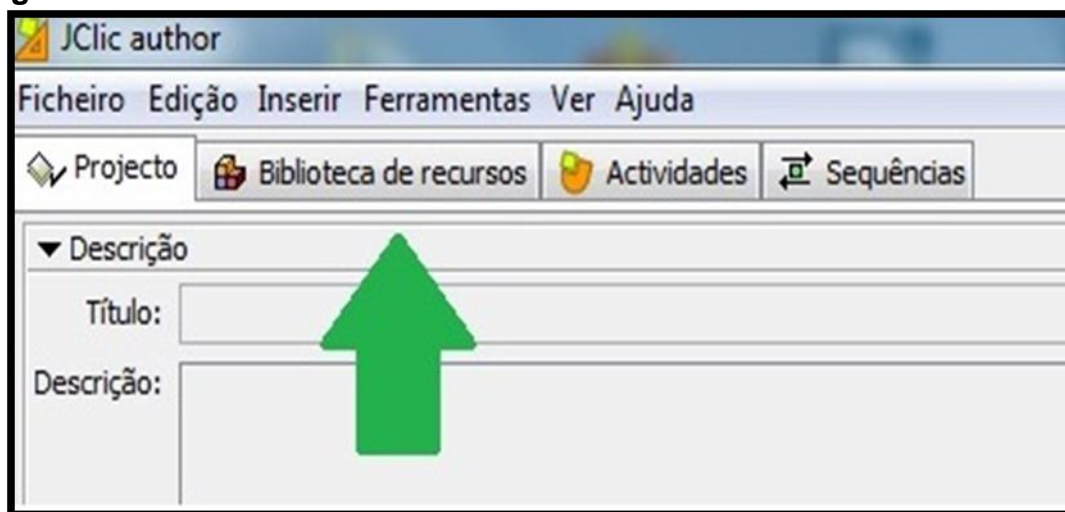 JClic author
Ficheiro Edição Inserir Ferramentas Ver Ajuda
Projecto Biblioteca de recursos Actividades Sequências
Descrição
Título:
Descrição: